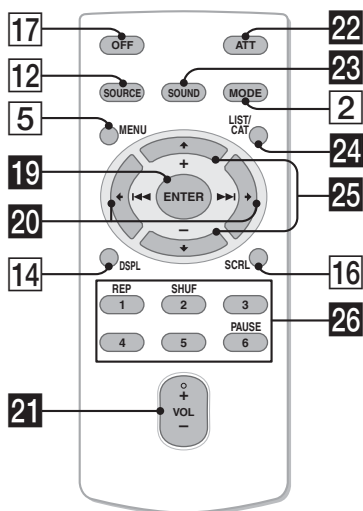 17
OFF
ATT
22
12
SOURCE
SOUND
MODE
23
2
5
MENU
LIST/
CAT
24
19
+
ENTER
25
20
−
14
DSPL
SCRL
16
REP
SHUF
1
2
3
26
PAUSE
4
5
6
21
+
VOL
−